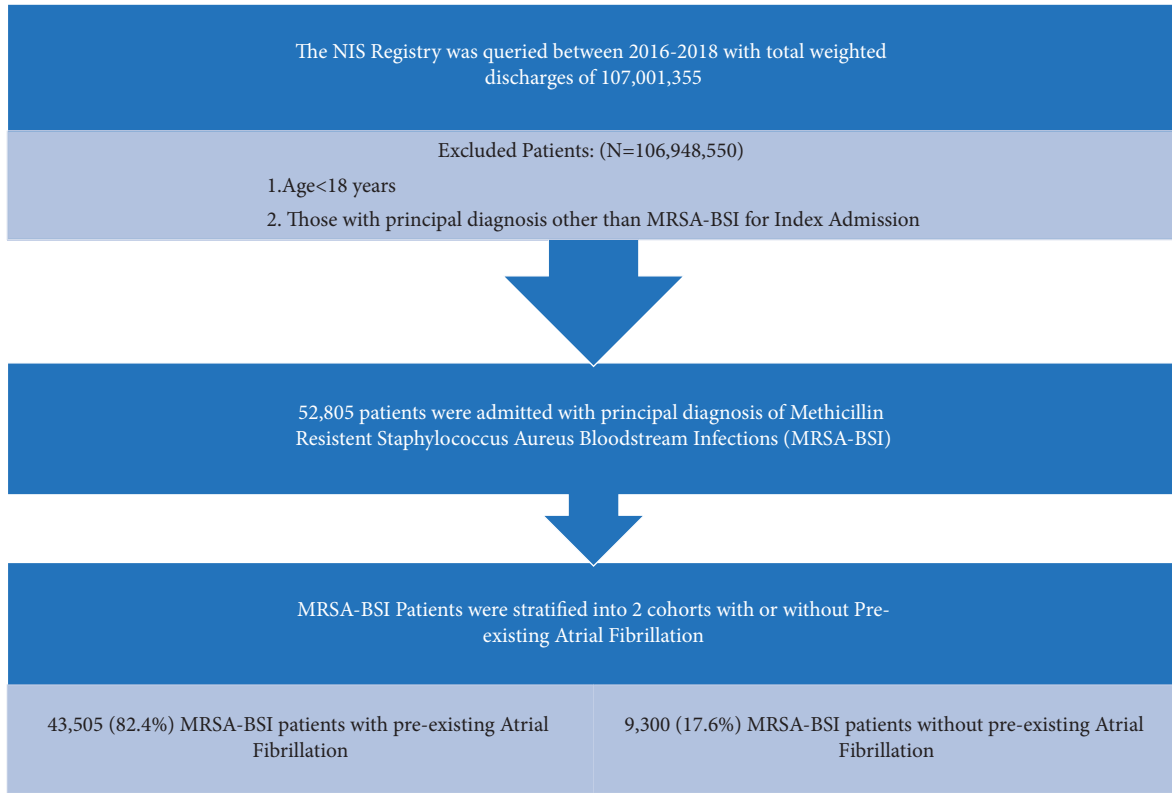 The NIS Registry was queried between 2016-2018 with total weighted
discharges of 107,001,355
Excluded Patients: (N=106,948,550)
1.Age<18 years
2. Those with principal diagnosis other than MRSA-BSI for Index Admission
52,805 patients were admitted with principal diagnosis of Methicillin
Resistent Staphylococcus Aureus Bloodstream Infections (MRSA-BSI)
MRSA-BSI Patients were stratified into 2 cohorts with or without Pre-
existing Atrial Fibrillation
43,505 (82.4%) MRSA-BSI patients with pre-existing Atrial
Fibrillation
9,300 (17.6%) MRSA-BSI patients without pre-existing Atrial
Fibrillation